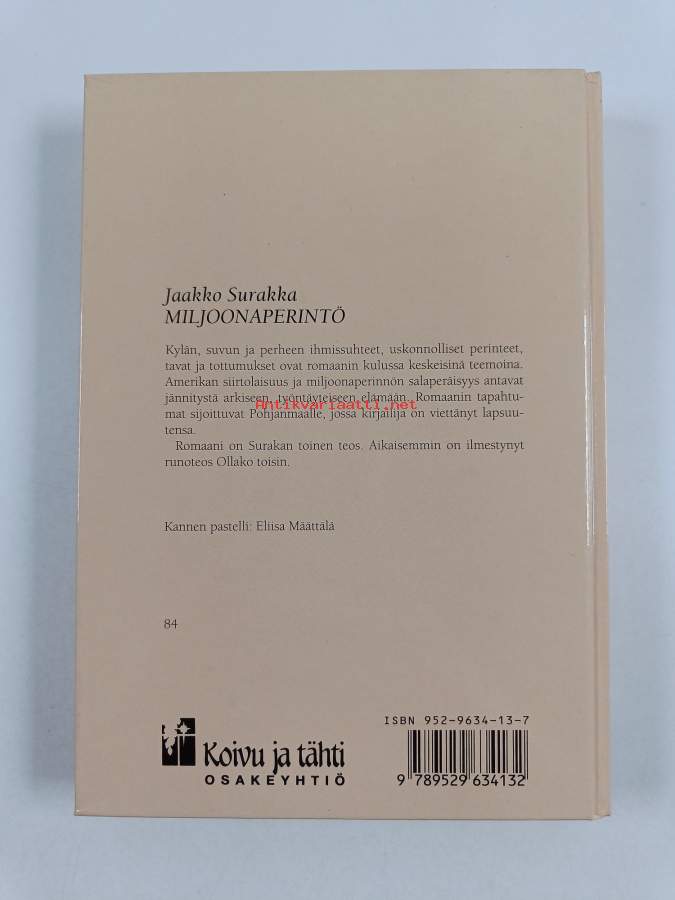 Jaakko Surakka
MILJOONAPERINTÖ
Kylän, suvun ja perheen ihmissuhteet, uskonnolliset perinteet,
tavat ja tottumukset ovat romaanin kulussa keskeisinä teemoina.
Amerikan siirtolaisuus ja miljoonaperinnön salaperäisyys antavat
jännitystä arkiseen, työntäyteiseen elämään. Romaanin tapahtu-
Antikvariaatti.net
mat sijoittuvat Pohjanmaalle, jossa kirjailija on viettänyt lapsuu-
tensa.
Romaani on Surakan toinen teos. Aikaisemmin on ilmestynyt
runoteos Ollako toisin.
Kannen pastelli: Eliisa Määttälä
84
ISBN 952-9634-13-7
Koivu ja tähti
OSAKEYHTIÖ
9 789529 634132